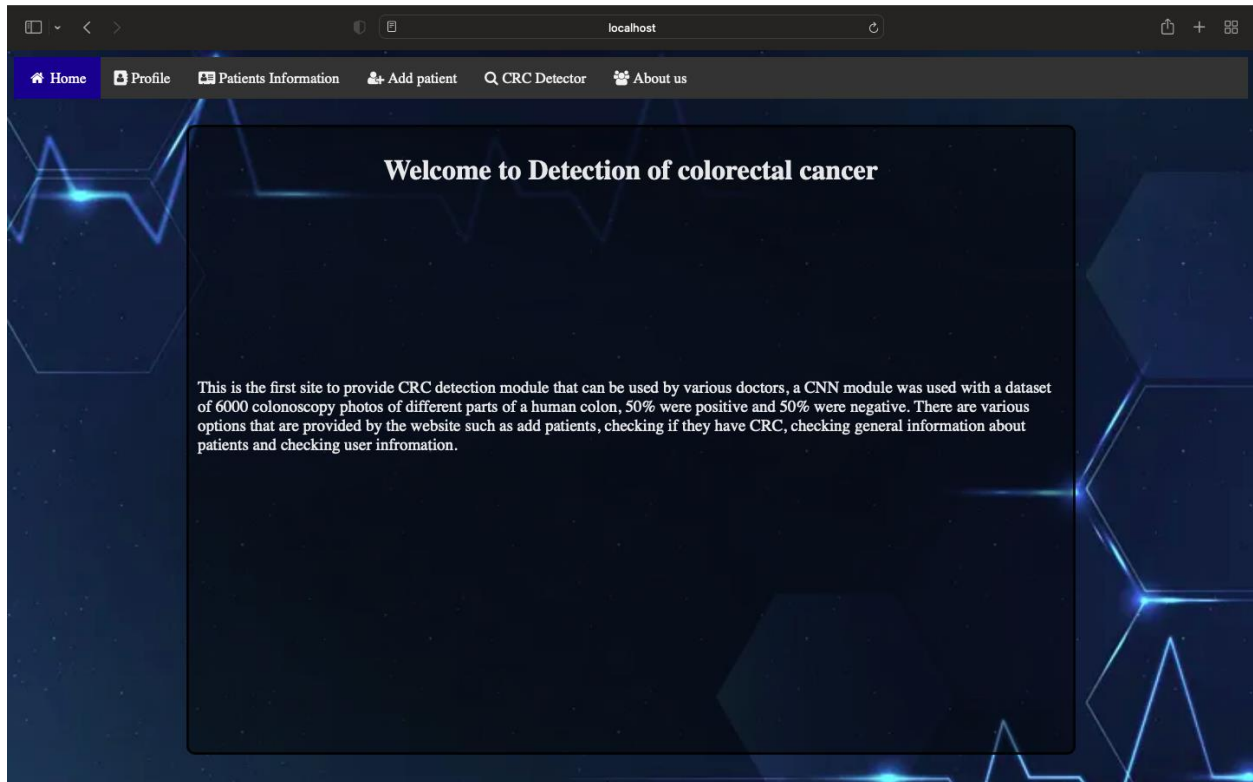 localhost
Home Profile Patients Information Add patient CRC Detector About us
Welcome to Detection of colorectal cancer
This is the first site to provide CRC detection module that can be used by various doctors, a CNN module was used with a dataset
of 6000 colonoscopy photos of different parts of a human colon, 50% were positive and 50% were negative. There are various
options that are provided by the website such as add patients, checking if they have CRC, checking general information about
patients and checking user infromation.